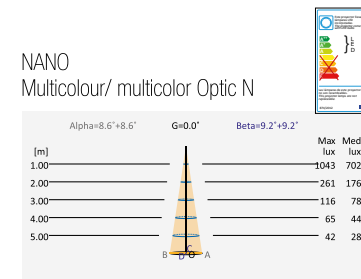 NANO
Multicolour/ multicolor Optic N
Alpha=8.6°+8.6° G=0.0° Beta=9.2°+9.2°
Max Med
[m] lux lux
1.00 1043 702
2.00 261 176
3.00 116 78
4.00 65 44
5.00 42 28
C
B D O A
L
E
D